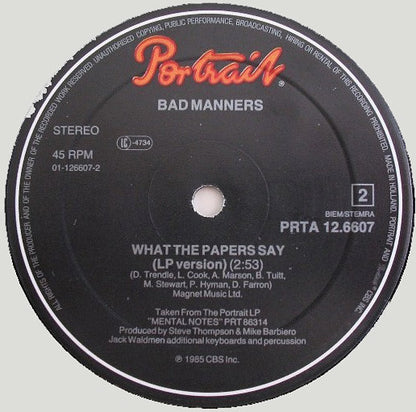 ALL RIGHTS OF THE PRODUCER AND OF THE OWNER OF THE RECORDED WORK RESERVED UNAUTHORISED COPYING, PUBLIC PERFORMANCE, BROADCASTING, HIRING OR RENTAL OF THIS RECORDING PROHIBITED. MADE IN HOLLAND. PORTRAIT AND
CBS INC.
Portrait®
BAD MANNERS
STEREO
LC-4734
45 RPM
01-126607-2
2
BIEM/STEMRA
PRTA 12.6607
WHAT THE PAPERS SAY
(LP version) (2:53)
(D. Trendle, L. Cook, A. Marson, B. Tuitt,
M. Stewart, P. Hyman, D. Farron)
Magnet Music Ltd.
Taken From The Portrait LP
"MENTAL NOTES" PRT 86314
Produced by Steve Thompson & Mike Barbiero
Jack Waldmen additional keyboards and percussion
℗ 1985 CBS Inc.